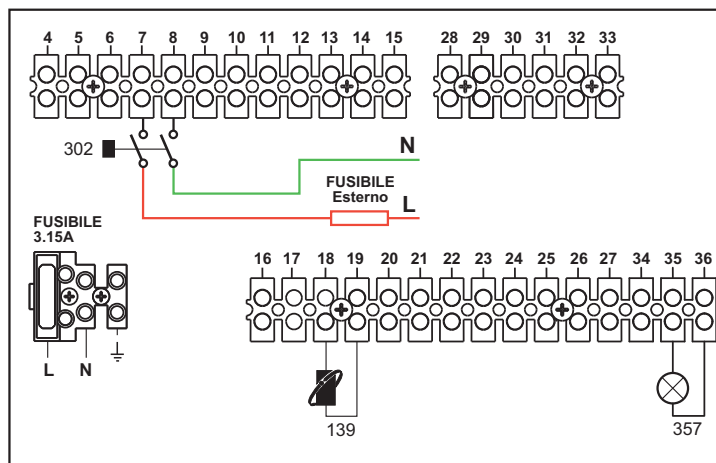 4 5 6 7 8 9 10 11 12 13 14 15 28 29 30 31 32 33
302
N
FUSIBILE
Esterno
L
FUSIBILE
3.15A
16 17 18 19 20 21 22 23 24 25 26 27 34 35 36
L N
139
357